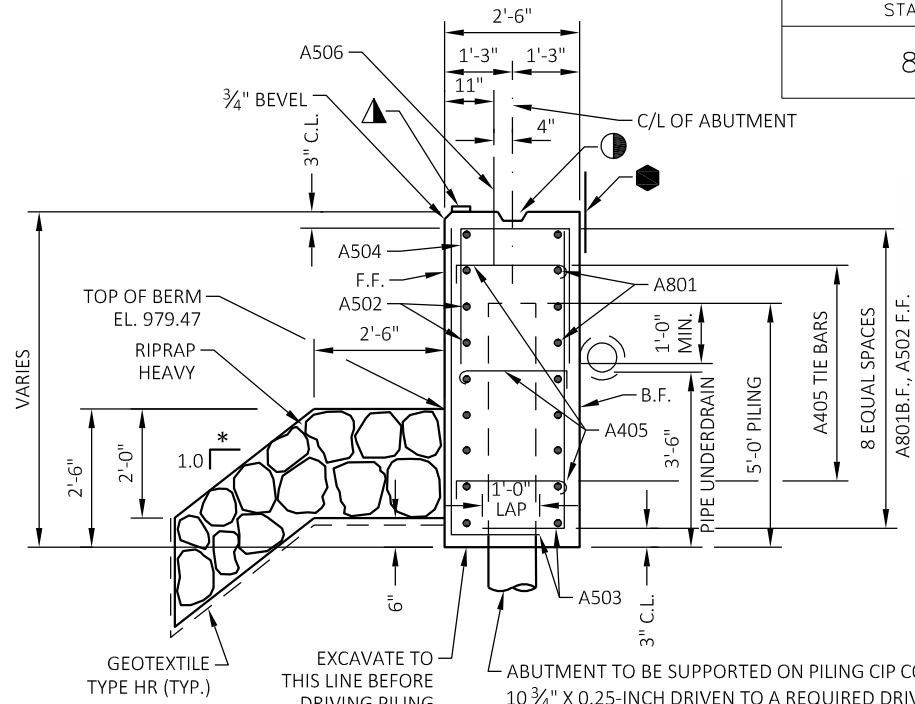 STA
8
2'-6"
1'-3" 1'-3"
11"
4"
A506
¾" BEVEL
3" C.L.
C/L OF ABUTMENT
A504
F.F.
A502
A801
TOP OF BERM
EL. 979.47
2'-6"
RIPRAP
HEAVY
VARIES
2'-6"
2'-0"
1.0
*
6"
1'-0"
MIN.
B.F.
A405
3'-6"
PIPE UNDERDRAIN
5'-0' PILING
A405 TIE BARS
8 EQUAL SPACES
A801B.F., A502 F.F.
1'-0"
LAP
A503
3" C.L.
GEOTEXTILE
TYPE HR (TYP.)
EXCAVATE TO
THIS LINE BEFORE
DRIVING PILING
ABUTMENT TO BE SUPPORTED ON PILING CIP CO
10 ¾" X 0.25-INCH DRIVEN TO A REQUIRED DRIV